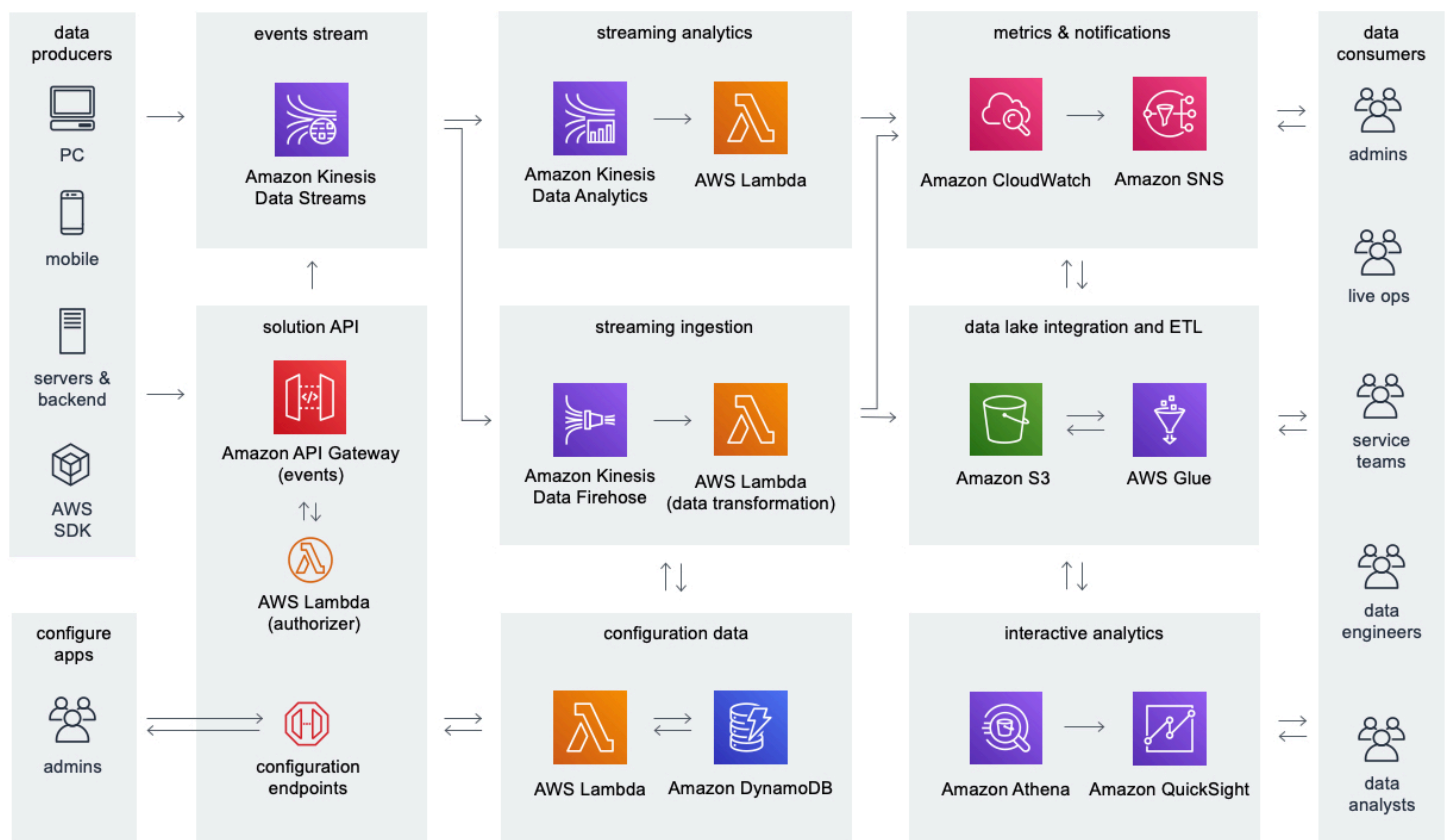 data
producers
PC
mobile
servers &
backend
AWS
SDK
configure
apps
admins
events stream
Amazon Kinesis
Data Streams
solution API
Amazon API Gateway
(events)
AWS Lambda
(authorizer)
configuration
endpoints
streaming analytics
Amazon Kinesis
Data Analytics
AWS Lambda
streaming ingestion
Amazon Kinesis
Data Firehose
AWS Lambda
(data transformation)
configuration data
AWS Lambda
Amazon DynamoDB
metrics & notifications
Amazon CloudWatch
Amazon SNS
data lake integration and ETL
Amazon S3
AWS Glue
interactive analytics
Amazon Athena
Amazon QuickSight
data
consumers
admins
live ops
service
teams
data
engineers
data
analysts